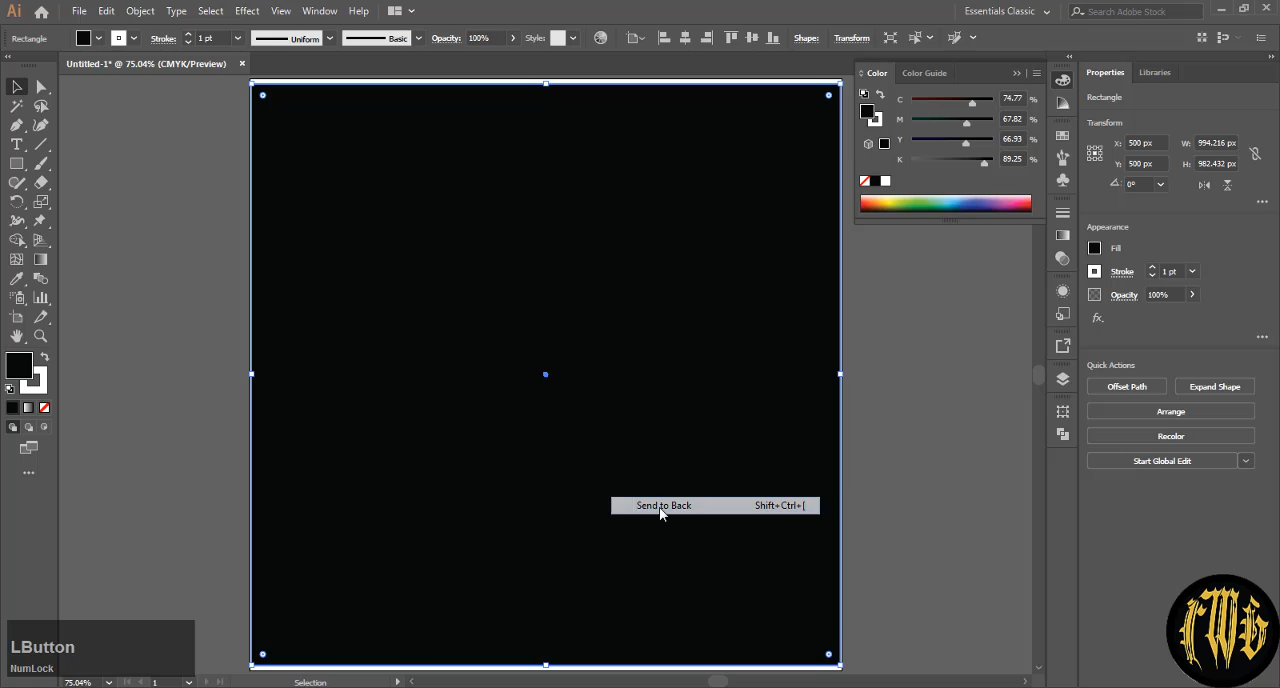 Ai File Edit Object Type Select Effect View Window Help
Essentials Classic
Search Adobe Stock
Rectangle Stroke: 1 pt Uniform Basic Opacity: 100% Style: Shape: Transform
Untitled-1* @ 75.04% (CMYK/Preview) ×
Color Color Guide
C 74.77 %
M 67.82 %
Y 66.93 %
K 89.25 %
Properties Libraries
Rectangle
Transform
X: 500 px W: 994.216 px
Y: 500 px H: 982.432 px
0°
Appearance
Fill
Stroke 1 pt
Opacity 100%
fx.
Quick Actions
Offset Path Expand Shape
Arrange
Recolor
Start Global Edit
Send to Back Shift+Ctrl+[
LButton
NumLock
75.04% 1 Selection